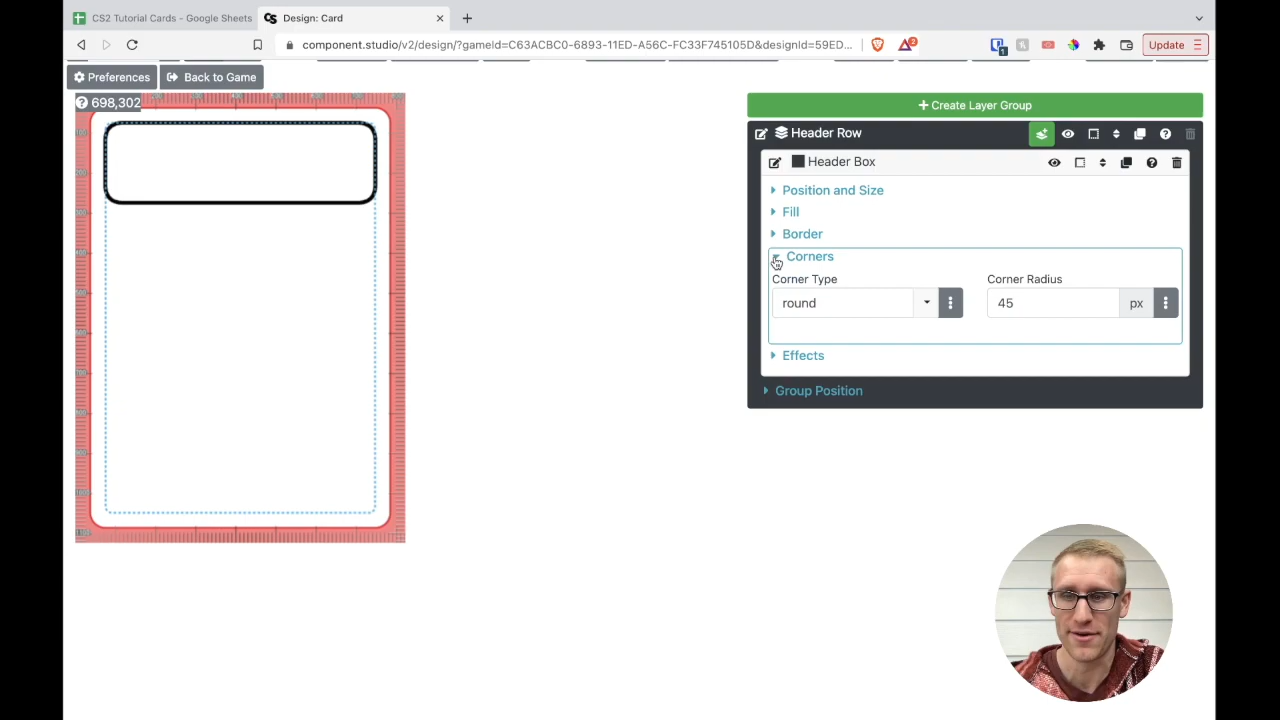 CS2 Tutorial Cards - Google Sheets
Design: Card
component.studio/v2/design/?gameId=C63ACBC0-6893-11ED-A56C-FC33F745105D&designId=59ED...
2
1
Update
Preferences
Back to Game
698,302
Create Layer Group
Header Row
Header Box
Position and Size
Fill
Border
Corners
Corner Type
Corner Radius
round
45
px
Effects
Group Position